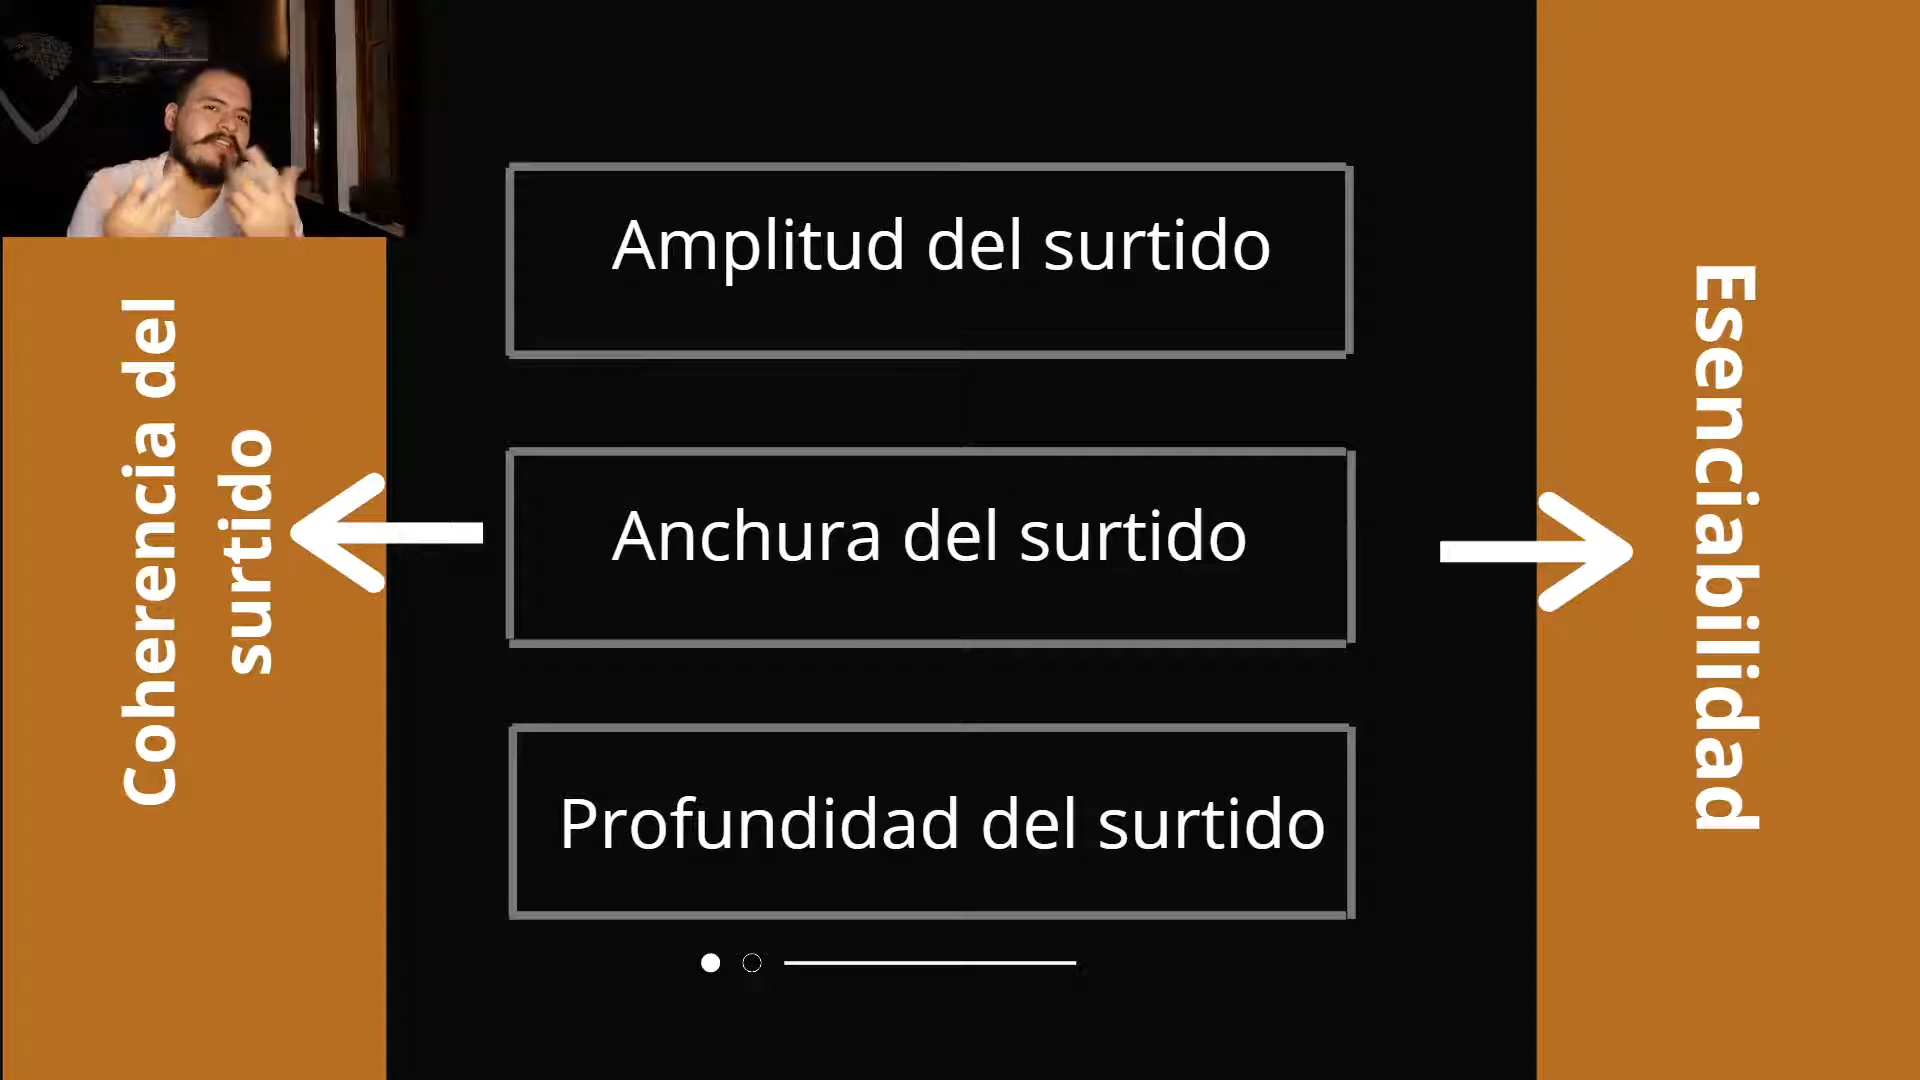 Coherencia del
surtido
Amplitud del surtido
Anchura del surtido
Profundidad del surtido
Esenciabilidad